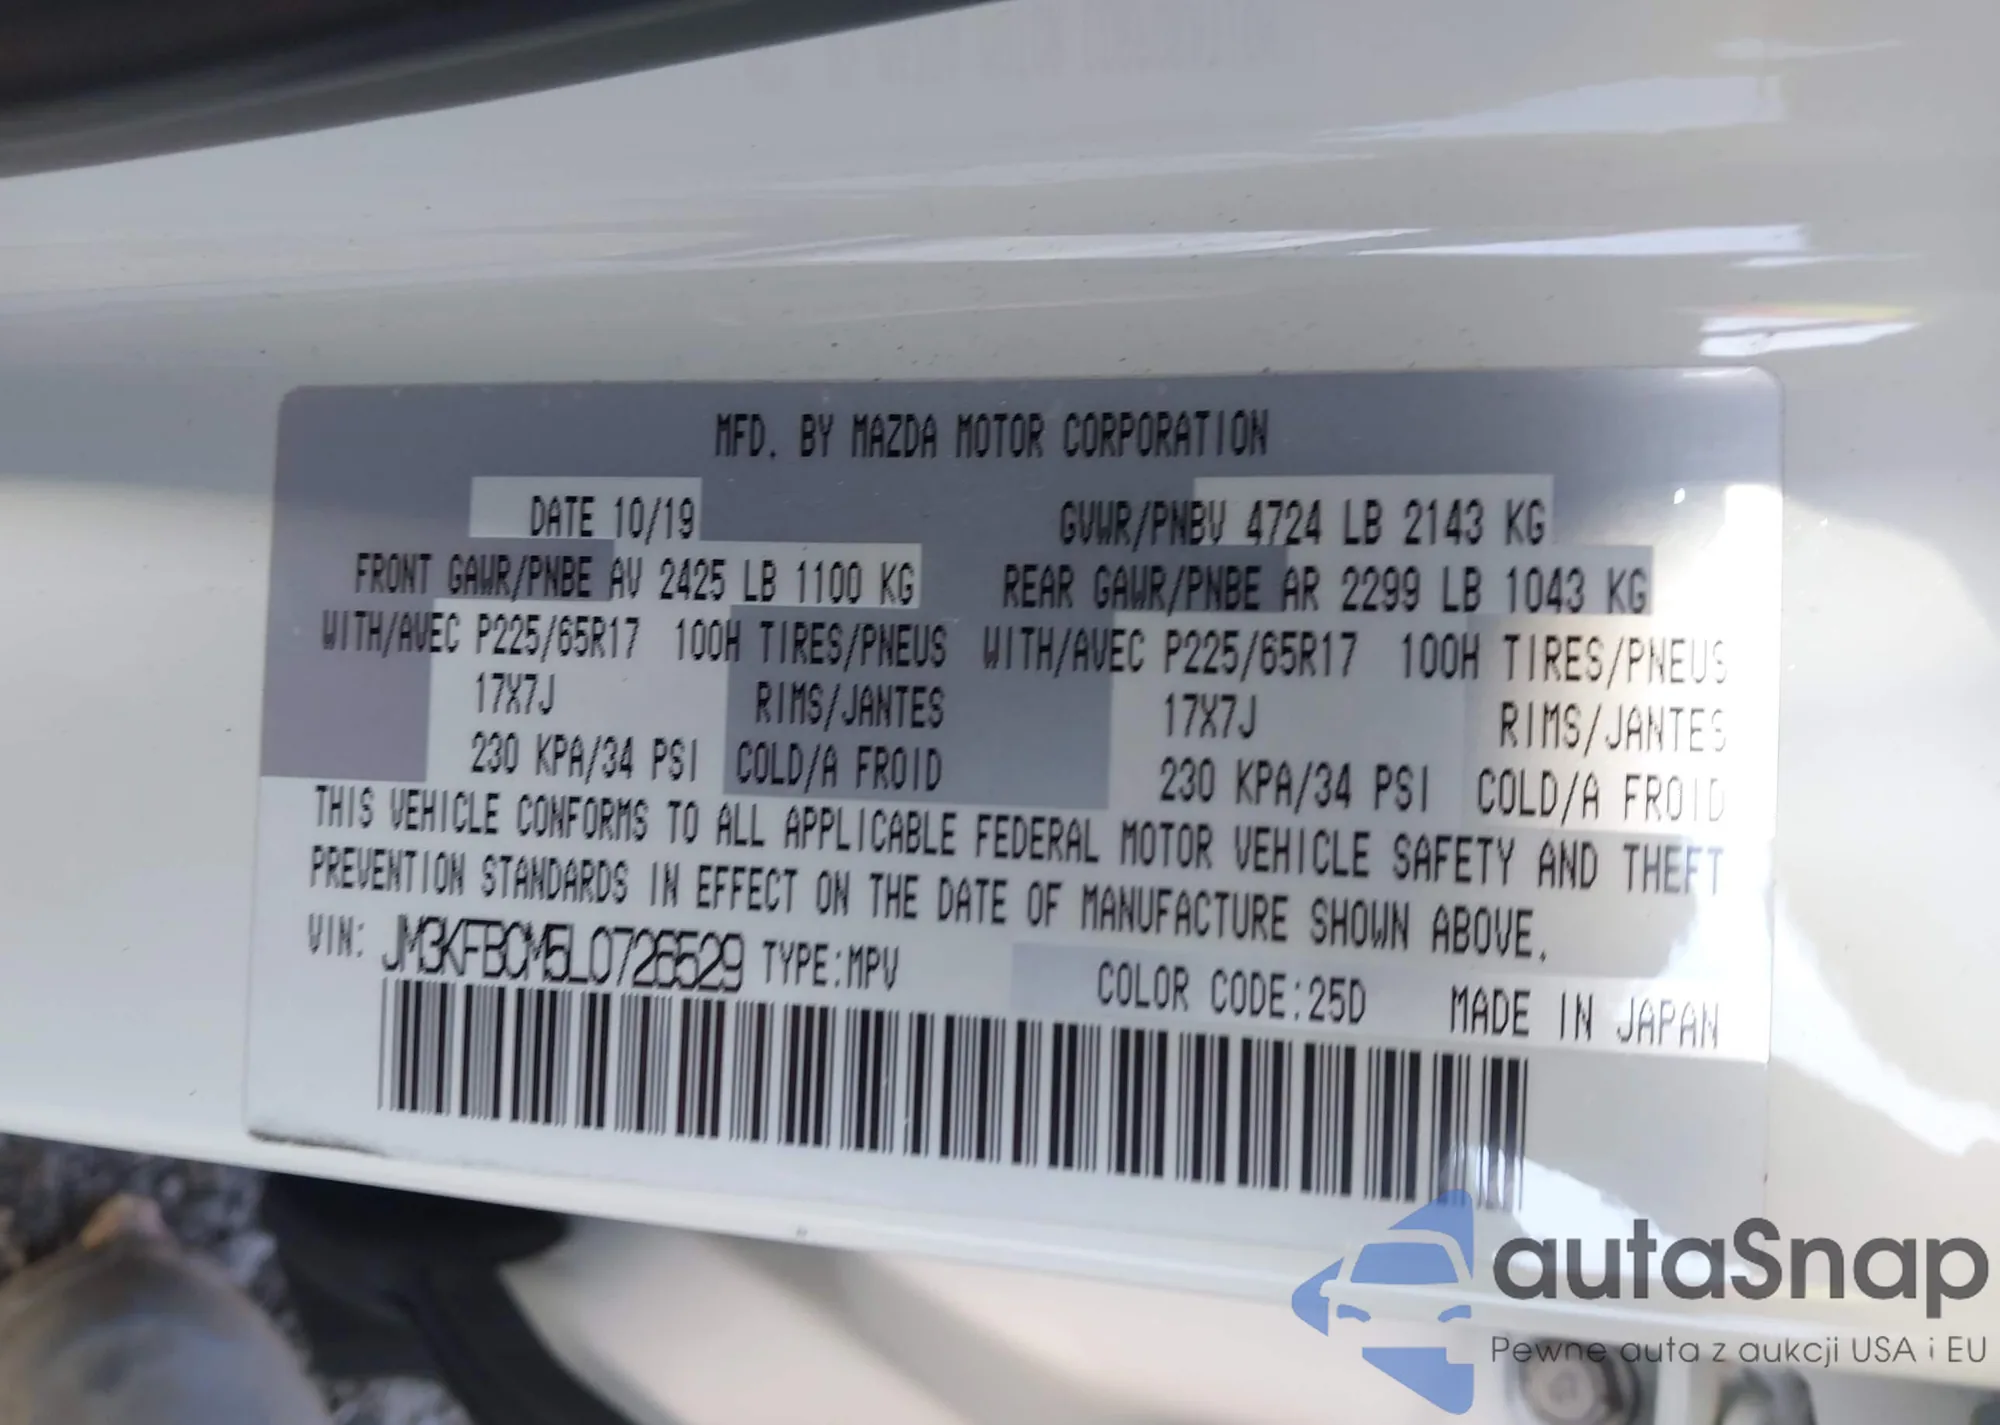 MFD. BY MAZDA MOTOR CORPORATION
DATE 10/19 GVWR/PNBV 4724 LB 2143 KG
FRONT GAWR/PNBE AV 2425 LB 1100 KG REAR GAWR/PNBE AR 2299 LB 1043 KG
WITH/AVEC P225/65R17 100H TIRES/PNEUS WITH/AVEC P225/65R17 100H TIRES/PNEUS
17X7J RIMS/JANTES 17X7J RIMS/JANTES
230 KPA/34 PSI COLD/A FROID 230 KPA/34 PSI COLD/A FROID
THIS VEHICLE CONFORMS TO ALL APPLICABLE FEDERAL MOTOR VEHICLE SAFETY AND THEFT
PREVENTION STANDARDS IN EFFECT ON THE DATE OF MANUFACTURE SHOWN ABOVE.
VIN: JM3KFBCM5L0726529 TYPE:MPV COLOR CODE:25D MADE IN JAPAN
autaSnap
Pewne auta z aukcji USA i EU